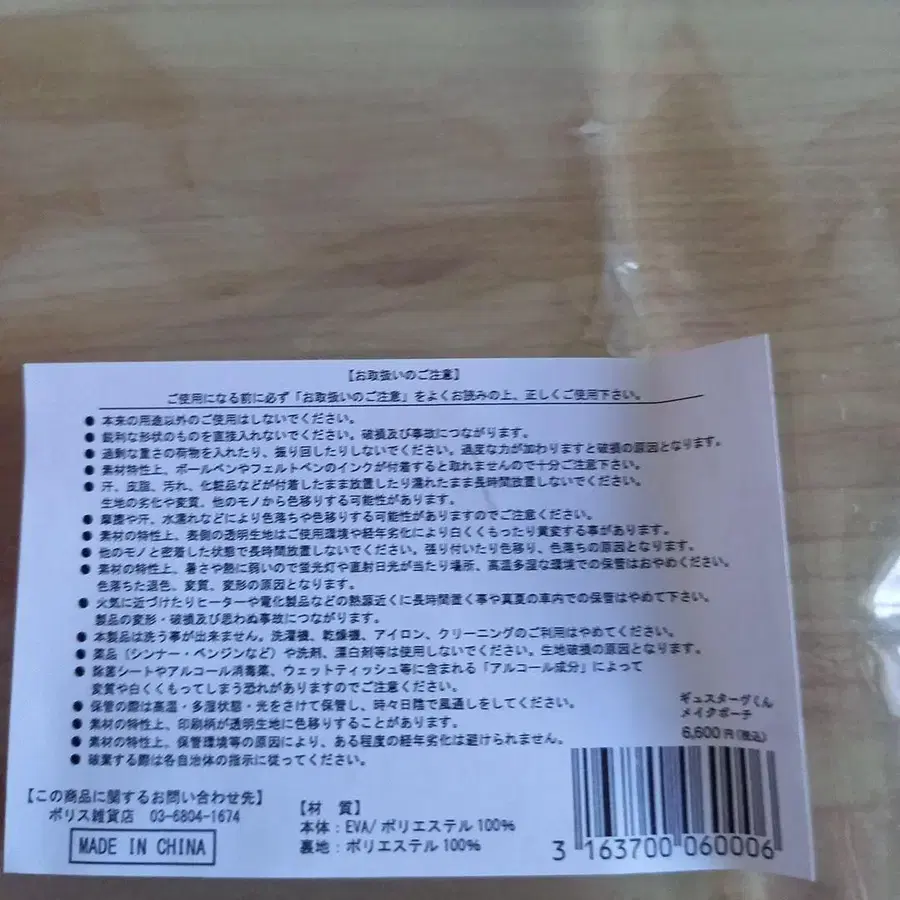 【お取扱いのご注意】
ご使用になる前に必ず「お取扱いのご注意」をよくお読みの上、正しくご使用下さい。
● 本来の用途以外のご使用はしないでください。
● 鋭利な形状のものを直接入れないでください。破損及び事故につながります。
● 過剰な重さの荷物を入れたり、振り回したりしないでください。過度な力が加わりますと破損の原因となります。
● 素材特性上、ボールペンやフェルトペンのインクが付着すると取れませんので十分ご注意下さい。
● 汗、皮脂、汚れ、化粧品などが付着したまま放置したり濡れたまま長時間放置しないでください。
生地の劣化や変質、他のモノから色移りする可能性があります。
● 摩擦や汗、水濡れなどにより色落ちや色移りする可能性がありますのでご注意ください。
● 素材の特性上、表側の透明生地はご使用環境や経年劣化により白くくもったり黄変する事があります。
● 他のモノと密着した状態で長時間放置しないでください。張り付いたり色移り、色落ちの原因となります。
● 素材の特性上、暑さや熱に弱いので蛍光灯や直射日光が当たり場所、高温多湿な環境での保管はおやめください。
色落ちた退色、変質、変形の原因となります。
● 火気に近づけたりヒーターや電化製品などの熱源近くに長時間置く事や真夏の車内での保管はやめて下さい。
製品の変形・破損及び思わぬ事故につながります。
● 本製品は洗う事が出来ません。洗濯機、乾燥機、アイロン、クリーニングのご利用はやめてください。
● 薬品（シンナー・ベンジンなど）や洗剤、漂白剤等は使用しないでください。生地破損の原因となります。
● 除菌シートやアルコール消毒薬、ウェットティッシュ等に含まれる「アルコール成分」によって
変質や白くくもってしまう恐れがありますのでご注意ください。
● 保管の際は高温・多湿状態・光をさけて保管し、時々日陰で風通しをしてください。
● 素材の特性上、印刷柄が透明生地に色移りすることがあります。
● 素材の特性上、保管環境等の原因により、ある程度の経年劣化は避けられません。
● 破棄する際は各自治体の指示に従ってください。
ギュスターヴくん
メイクポーチ
6,600円(税込)
【この商品に関するお問い合わせ先】
ポリス雑貨店 03-6804-1674
MADE IN CHINA
【材 質】
本体：EVA/ポリエステル100%
裏地：ポリエステル100%
3 163700 060006